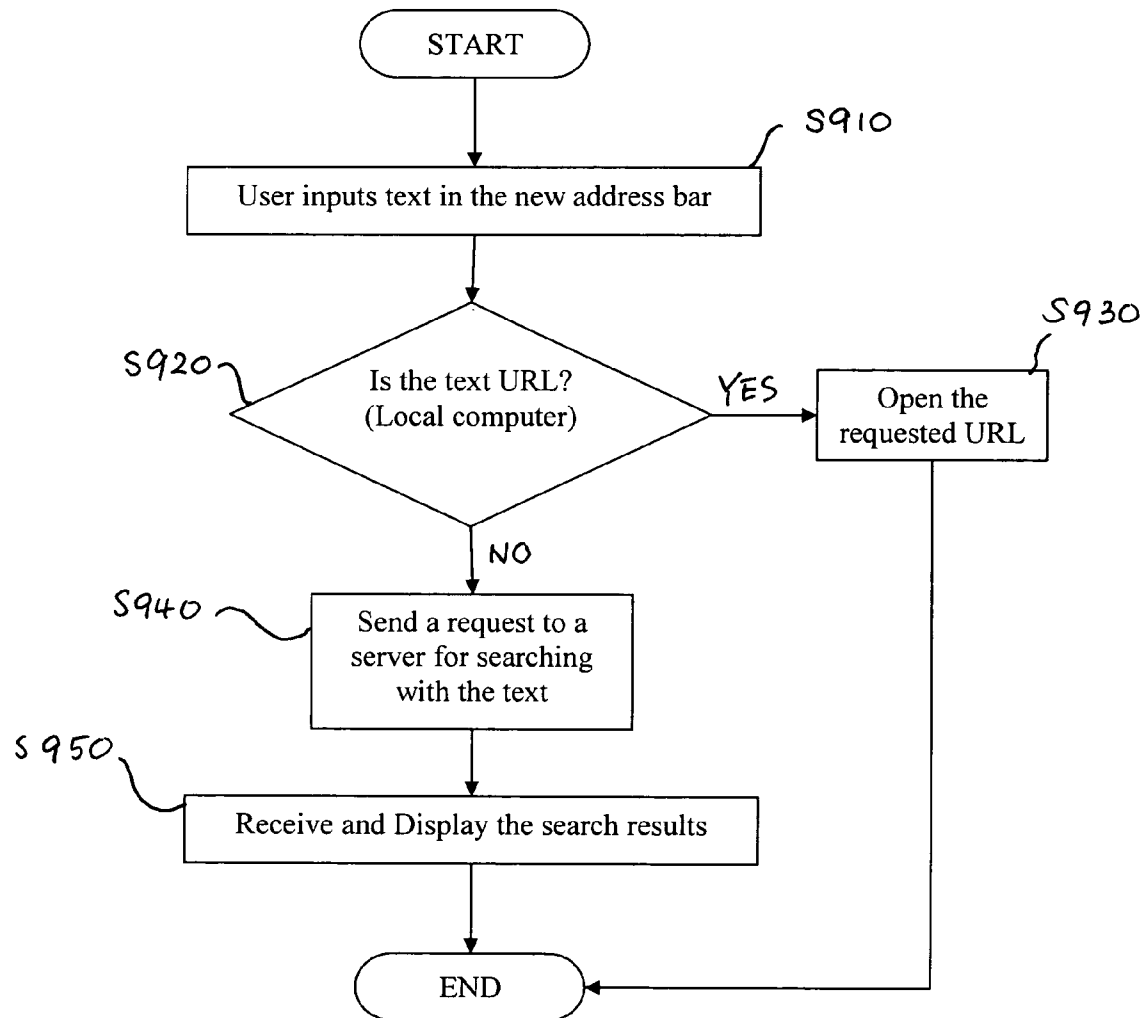 START
S910
User inputs text in the new address bar
S930
S920
Is the text URL?
(Local computer)
YES
Open the
requested URL
NO
S940
Send a request to a
server for searching
with the text
S950
Receive and Display the search results
END